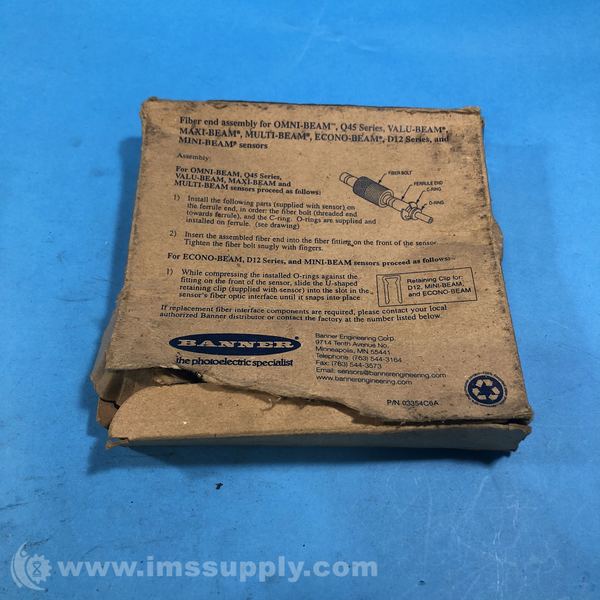 Fiber end assembly for OMNI-BEAM™, Q45 Series, VALU-BEAM®,
MAXI-BEAM®, MULTI-BEAM®, ECONO-BEAM®, D12 Series, and
MINI-BEAM® sensors
Assembly:
For OMNI-BEAM, Q45 Series,
VALU-BEAM, MAXI-BEAM and
MULTI-BEAM sensors proceed as follows:
FIBER BOLT
FERRULE END
C-RING
O-RING
1) Install the following parts (supplied with sensor) on
the ferrule end, in order: the fiber bolt (threaded end
towards ferrule), and the C-ring. O-rings are supplied and
installed on ferrule. (see drawing)
2) Insert the assembled fiber end into the fiber fitting on the front of the sensor.
Tighten the fiber bolt snugly with fingers.
For ECONO-BEAM, D12 Series, and MINI-BEAM sensors proceed as follows:
1) While compressing the installed O-rings against the
fitting on the front of the sensor, slide the U-shaped
retaining clip (supplied with sensor) into the slot in the
sensor's fiber optic interface until it snaps into place.
Retaining Clip for:
D12, MINI-BEAM,
and ECONO-BEAM
If replacement fiber interface components are required, please contact your local
authorized Banner distributor or contact the factory at the number listed below.
BANNER
the photoelectric specialist
Banner Engineering Corp.
9714 Tenth Avenue No.
Minneapolis, MN 55441
Telephone: (763) 544-3164
Fax: (763) 544-3573
Email: sensors@bannerengineering.com
www.bannerengineering.com
P/N 03354C6A
www.imssupply.com